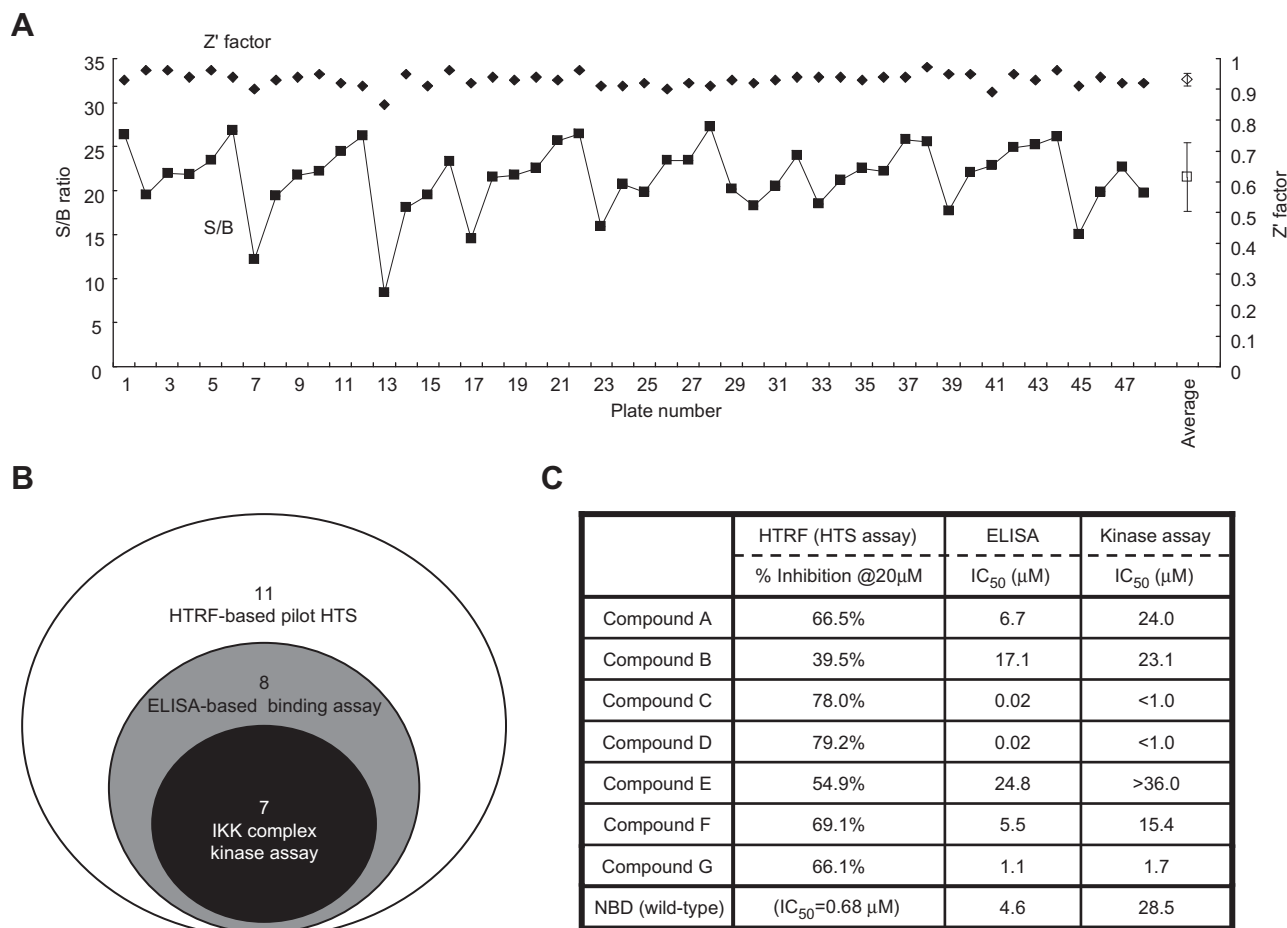 A
Z' factor
35
30
25
20
15
10
5
0
S/B ratio
S/B
1 3 5 7 9 11 13 15 17 19 21 23 25 27 29 31 33 35 37 39 41 43 45 47
Plate number
Average
1
0.9
0.8
0.7
0.6
0.5
0.4
0.3
0.2
0.1
0
Z' factor
B
11
HTRF-based pilot HTS
8
ELISA-based binding assay
7
IKK complex
kinase assay
C
HTRF (HTS assay) ELISA Kinase assay
% Inhibition @20μM IC50 (μM) IC50 (μM)
Compound A 66.5% 6.7 24.0
Compound B 39.5% 17.1 23.1
Compound C 78.0% 0.02 <1.0
Compound D 79.2% 0.02 <1.0
Compound E 54.9% 24.8 >36.0
Compound F 69.1% 5.5 15.4
Compound G 66.1% 1.1 1.7
NBD (wild-type) (IC50=0.68 μM) 4.6 28.5